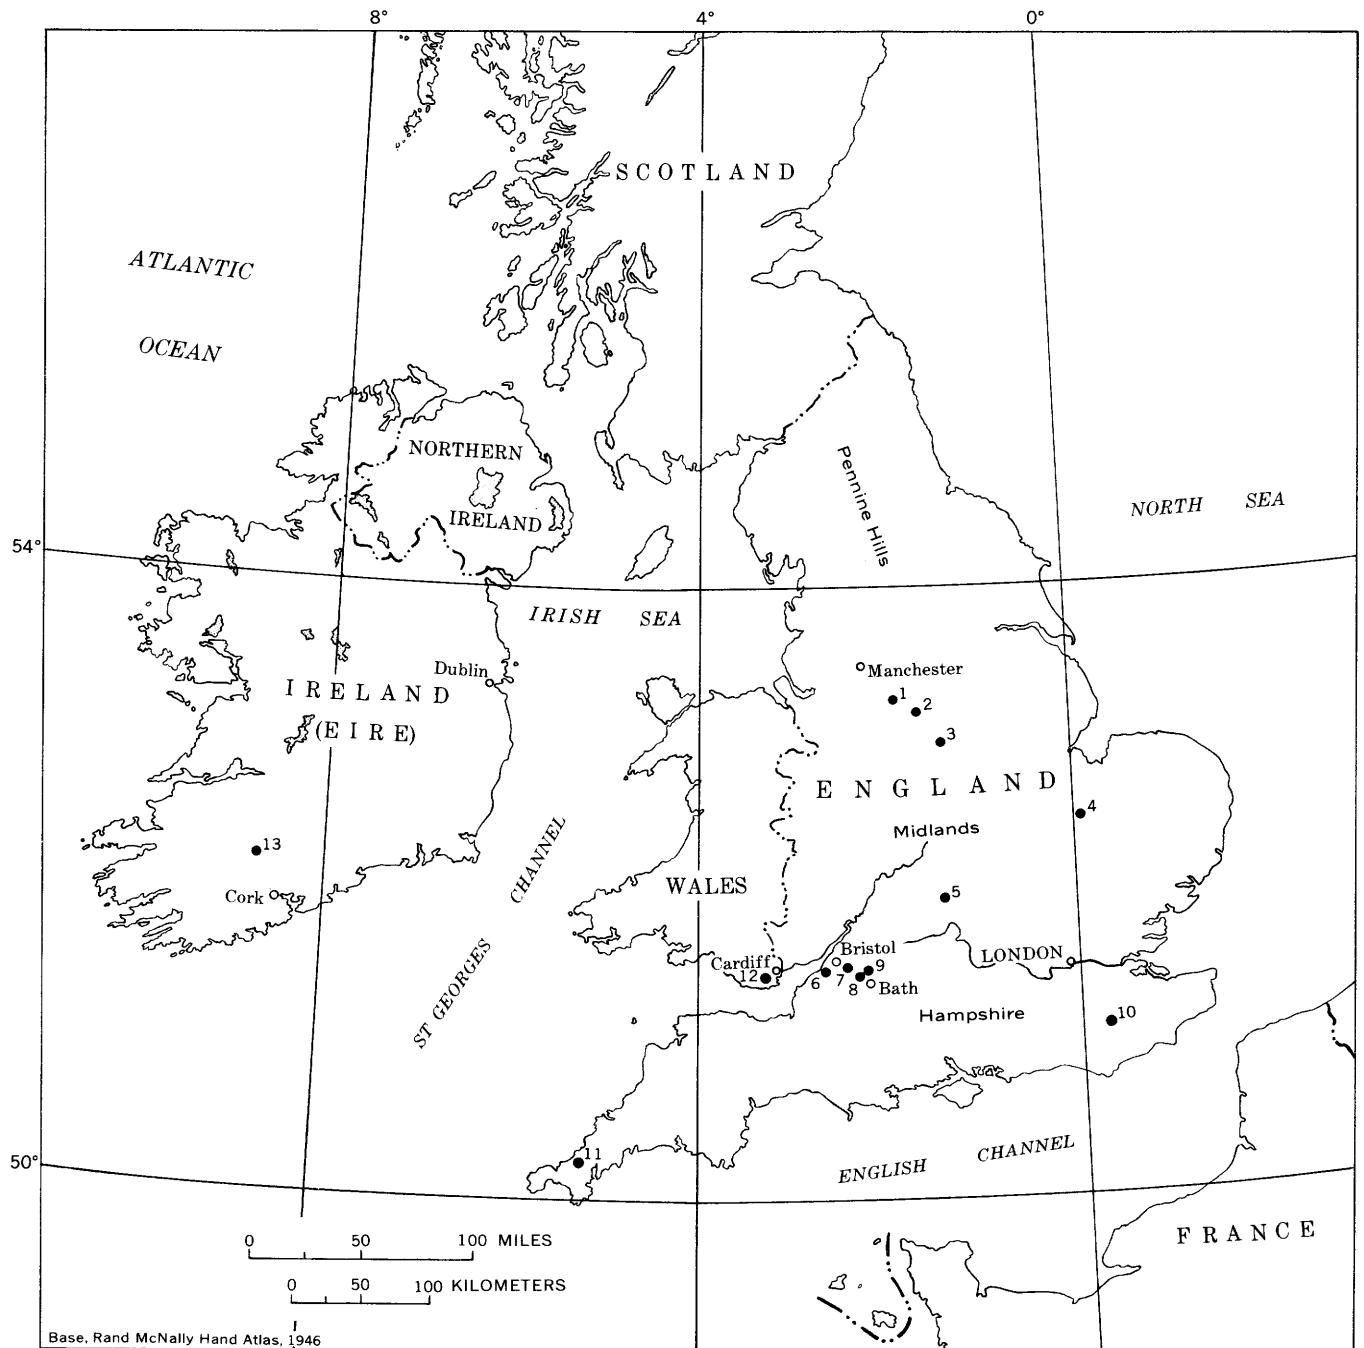 8° 4° 0°
SCOTLAND
ATLANTIC
OCEAN
NORTHERN
IRELAND
Pennine Hills
NORTH SEA
54°
IRISH SEA
Manchester
Dublin
1
2
3
IRELAND
(EIRE)
ENGLAND
4
Midlands
13
CHANNEL
WALES
5
Cork
ST GEORGES
Bristol
LONDON
Cardiff
9
12
6
7
8
Bath
Hampshire
10
11
50°
ENGLISH CHANNEL
FRANCE
0 50 100 MILES
0 50 100 KILOMETERS
Base, Rand McNally Hand Atlas, 1946